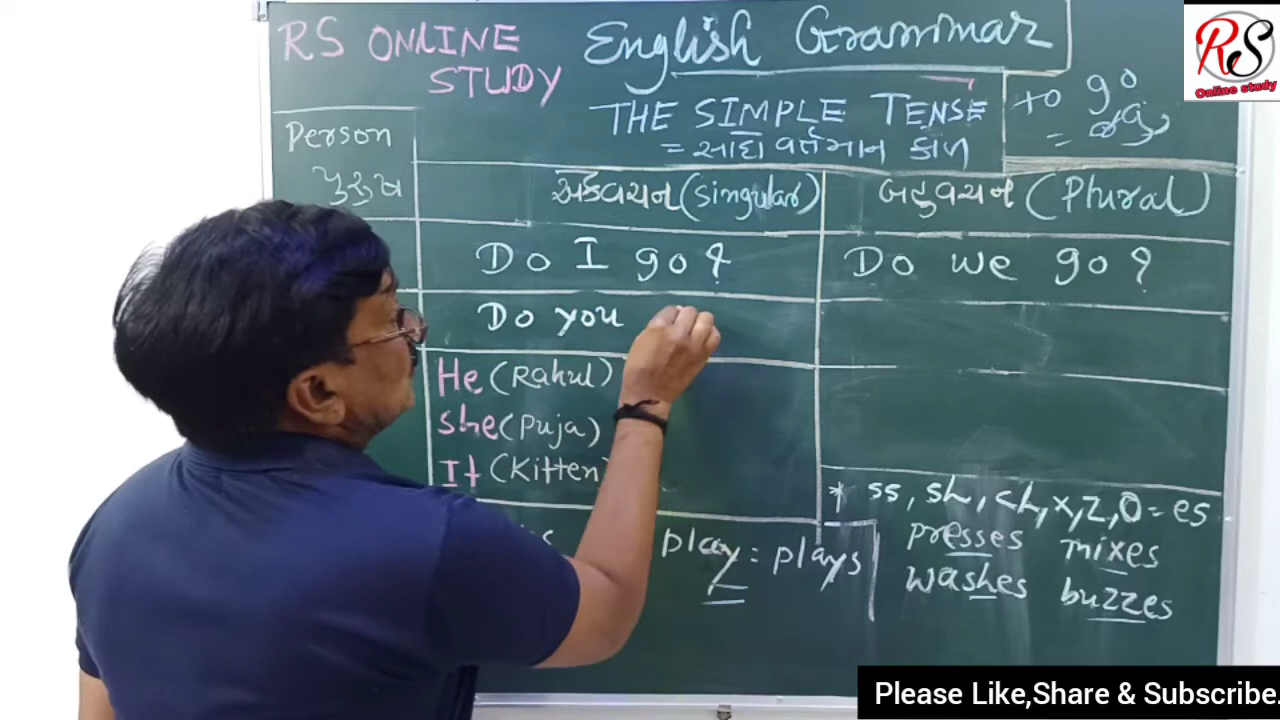 RS ONLINE STUDY
English Grammar
RS
Online study
THE SIMPLE TENSE
= સાદો વર્તમાન કાળ
to go
= જવું
Person
પુરુષ
એકવચન (Singular)
બહુવચન (Plural)
Do I go?
Do we go?
Do you
He (Rahul)
She (Puja)
It (Kitten)
* ss, sh, ch, x, z, o = es
presses mixes
washes buzzes
play = plays
Please Like,Share & Subscribe